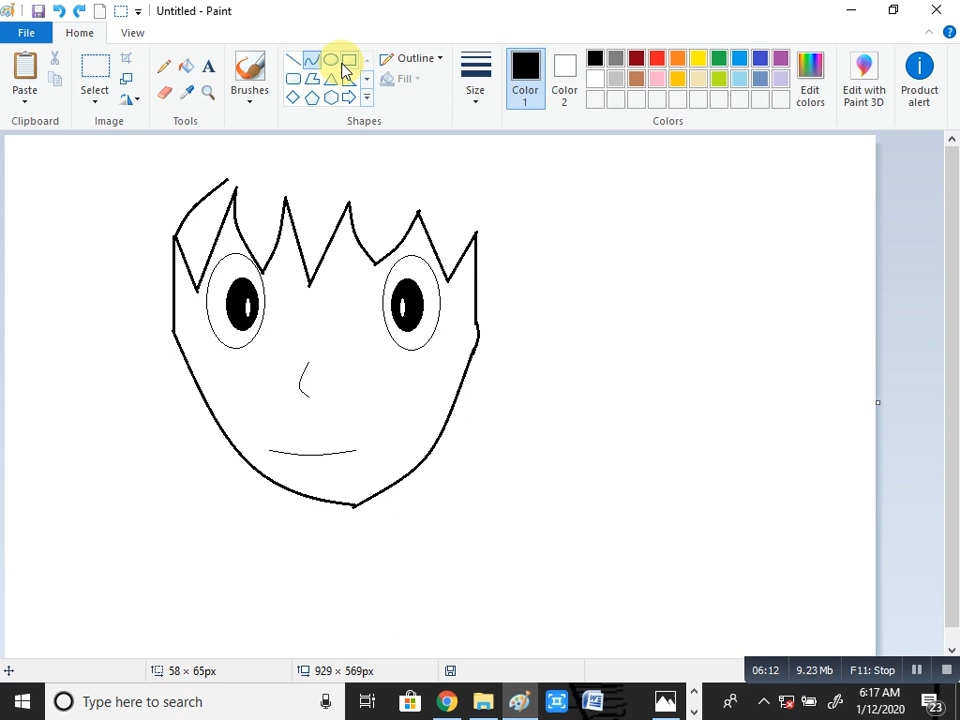 Untitled - Paint
File
Home
View
Paste
Clipboard
Select
Image
Tools
A
Brushes
Outline
Fill
Shapes
Size
Color
1
Color
2
Edit
colors
Colors
Edit with
Paint 3D
Product
alert
58 × 65px
929 × 569px
06:12
9.23 Mb
F11: Stop
Type here to search
6:17 AM
1/12/2020
23